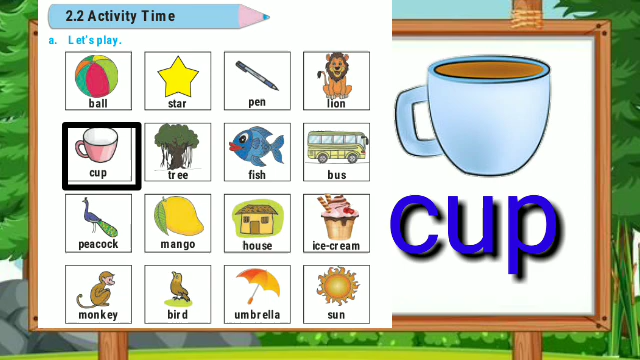 2.2 Activity Time
a. Let's play.
ball star pen lion
cup tree fish bus
peacock mango house ice-cream
monkey bird umbrella sun
cup